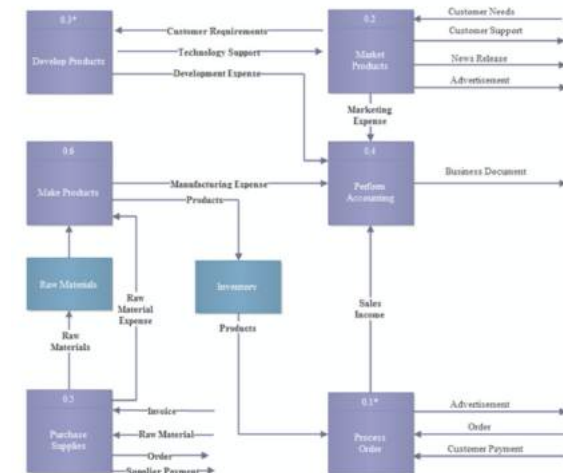 0.3*
0.2
Customer Needs
Customer Requirements
Customer Support
Technology Support
Develop Products
Market
Products
News Release
Development Expense
Advertisement
Marketing
Expense
0.6
0.4
Make Products
Manufacturing Expense
Perform
Accounting
Business Document
Products
Raw Materials
Inventory
Raw
Material
Expense
Sales
Income
Raw
Materials
Products
0.5
0.1*
Invoice
Advertisement
Purchase
Supplies
Raw Material
Process
Order
Order
Order
Customer Payment
Supplier Payment